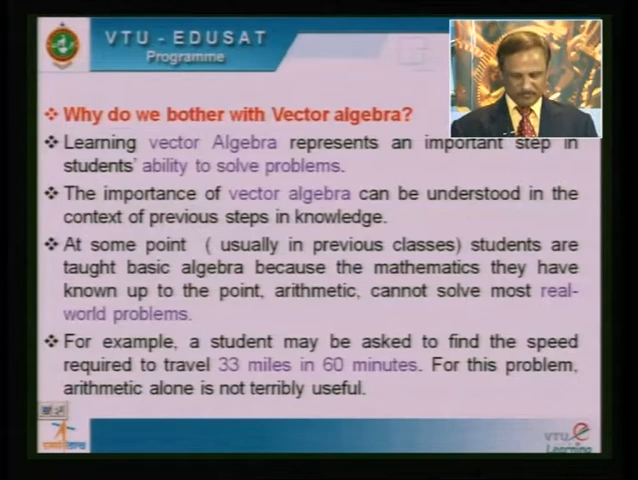 VTU - EDUSAT
Programme
Why do we bother with Vector algebra?
Learning vector Algebra represents an important step in
students' ability to solve problems.
The importance of vector algebra can be understood in the
context of previous steps in knowledge.
At some point ( usually in previous classes) students are
taught basic algebra because the mathematics they have
known up to the point, arithmetic, cannot solve most real-
world problems.
For example, a student may be asked to find the speed
required to travel 33 miles in 60 minutes. For this problem,
arithmetic alone is not terribly useful.
VTU e
Learning